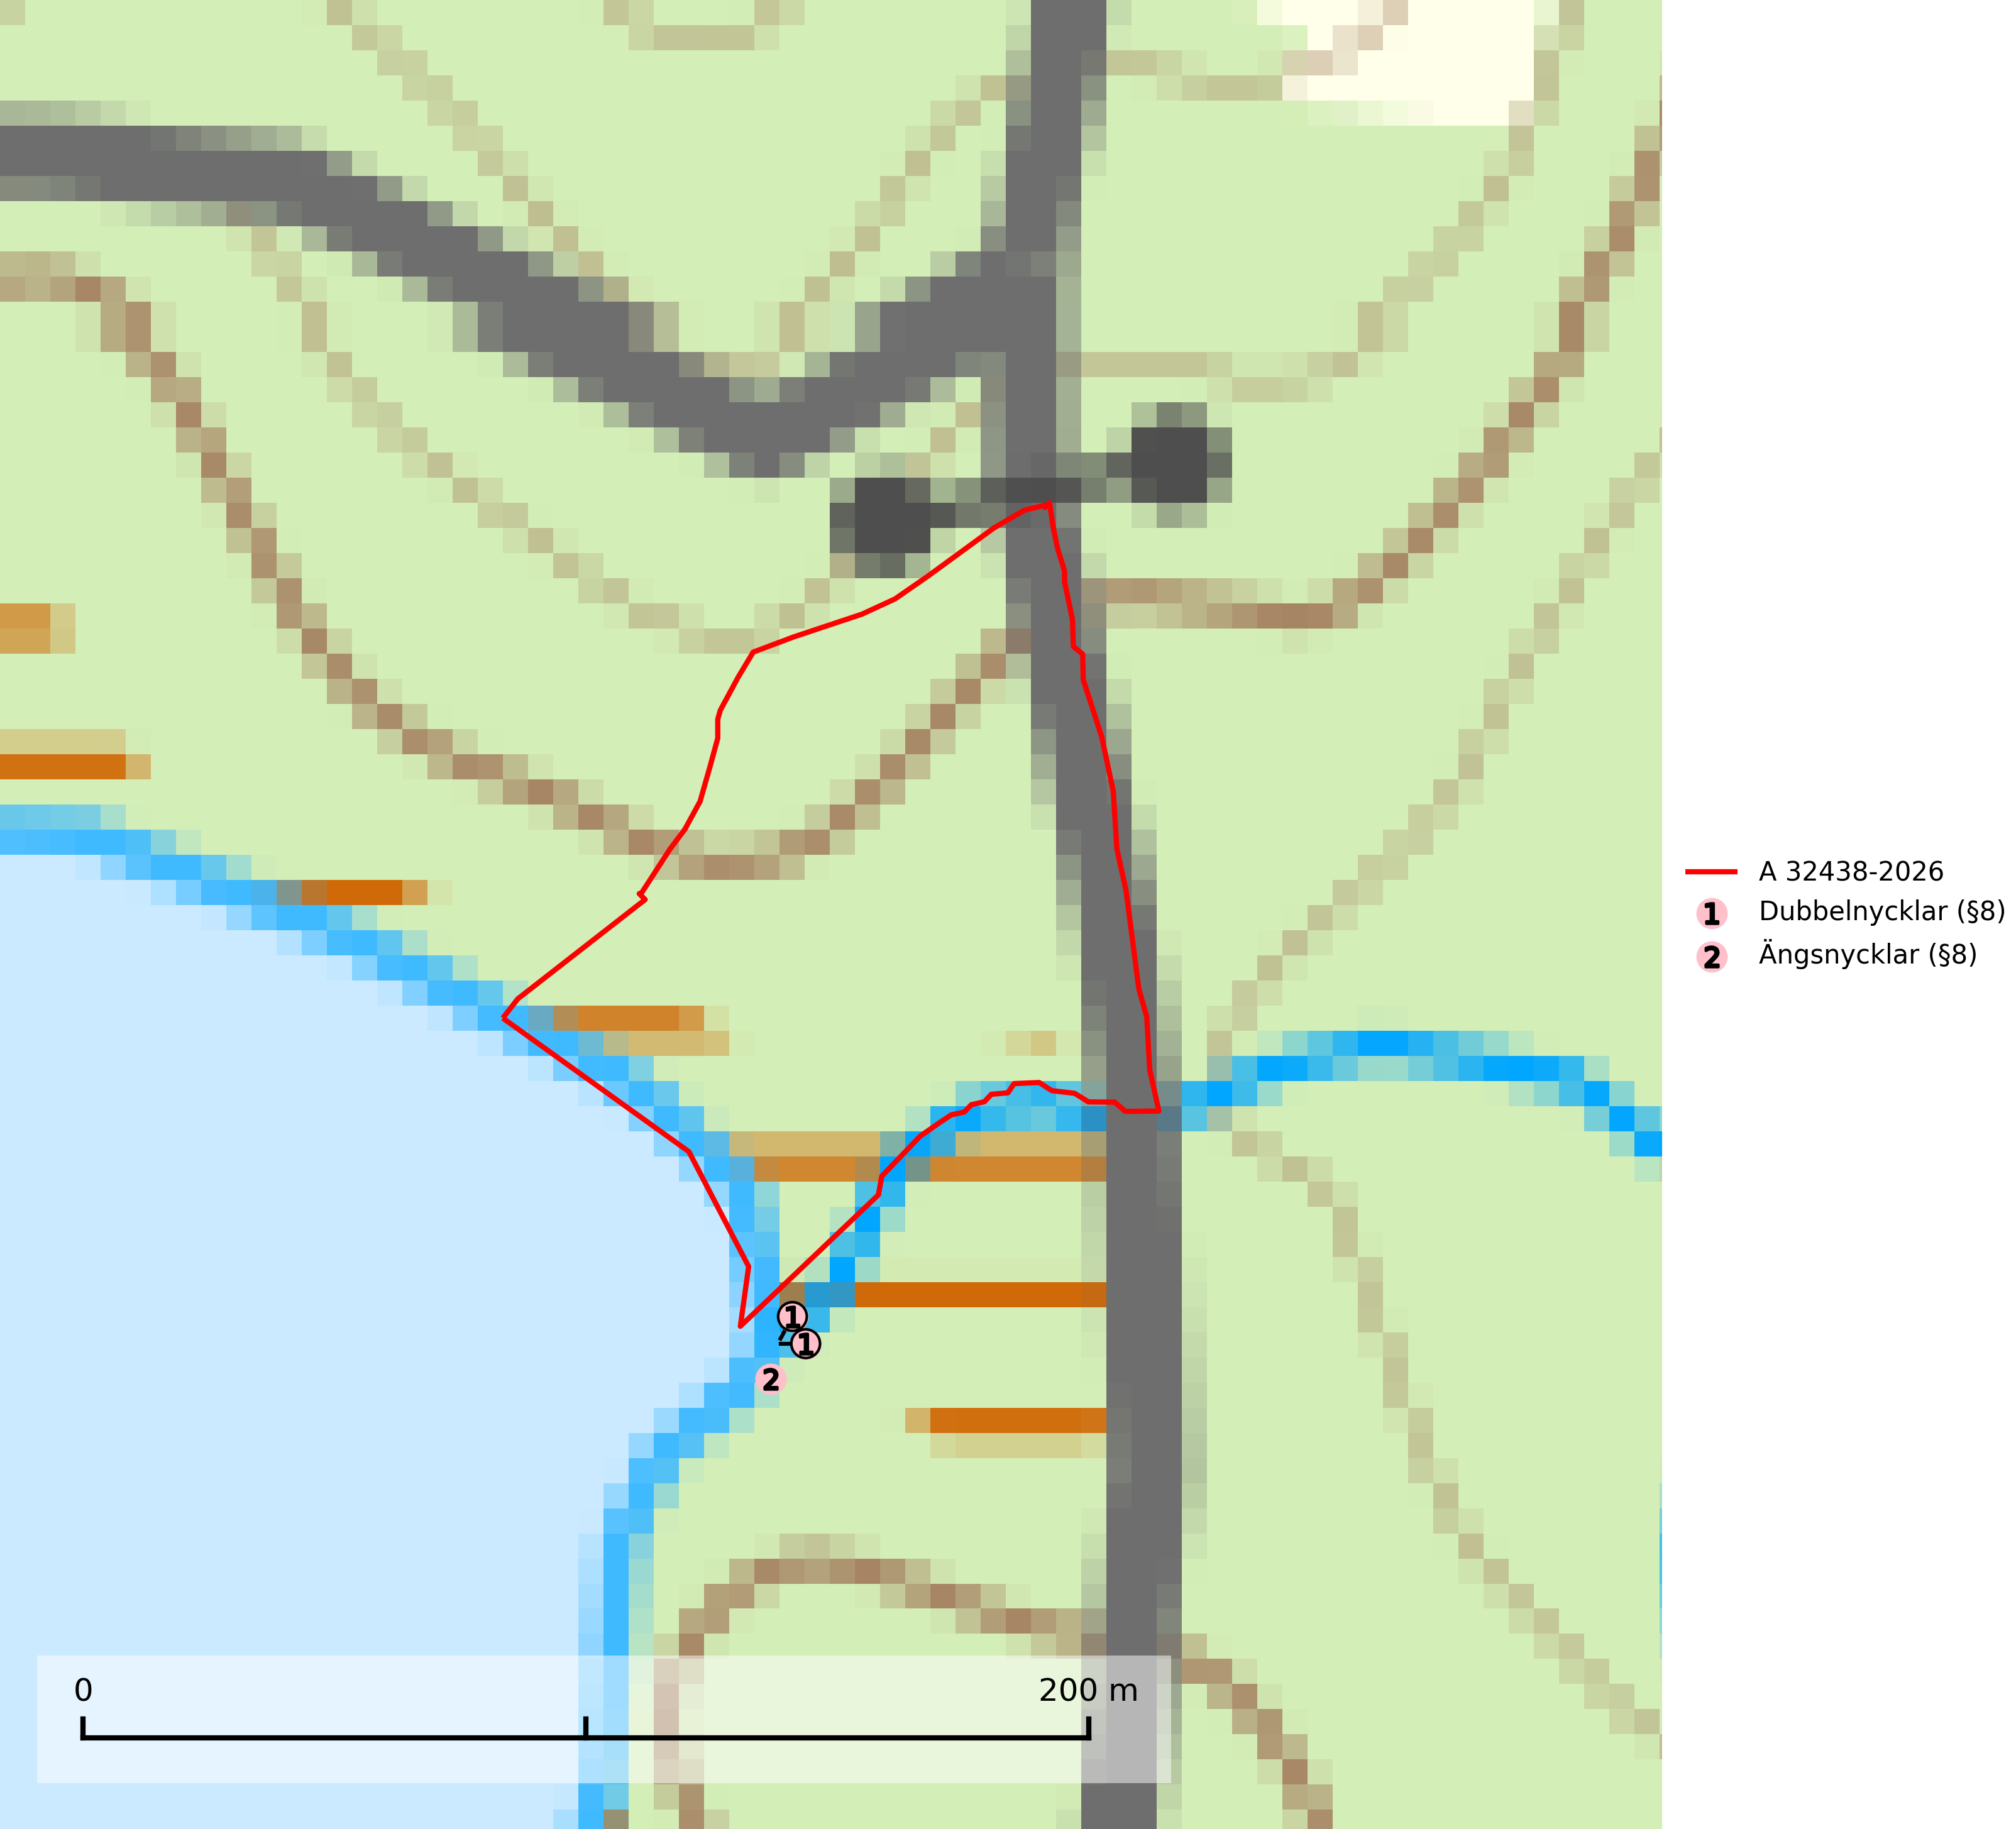 A 32438-2026
1 Dubbelnycklar (§8)
2 Ängsnycklar (§8)
1
1
2
0 200 m